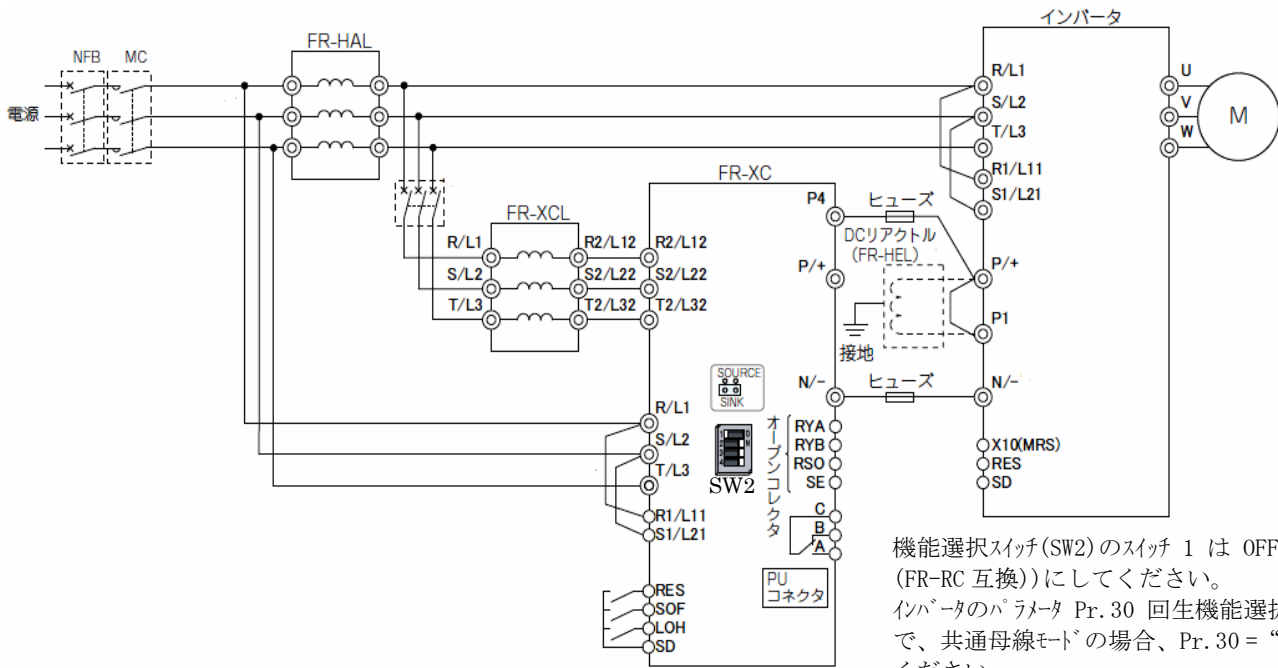 インバータ
FR-HAL
NFB
MC
電源
R/L1
S/L2
T/L3
R1/L11
S1/L21
U
V
W
M
FR-XC
P4
ヒューズ
FR-XCL
R/L1
R2/L12
R2/L12
DCリアクトル
(FR-HEL)
S/L2
S2/L22
S2/L22
P/+
P/+
T/L3
T2/L32
T2/L32
P1
接地
SOURCE
SINK
N/-
ヒューズ
N/-
R/L1
S/L2
T/L3
R1/L11
S1/L21
1
2
3
4
O
N
SW2
オープンコレクタ
RYA
RYB
RSO
SE
X10(MRS)
RES
SD
C
B
A
PU
コネクタ
RES
SOF
LOH
SD
機能選択スイッチ(SW2)のスイッチ 1 は OFF
(FR-RC 互換))にしてください。
インバータのパラメータ Pr.30 回生機能選択
で、共通母線モードの場合、Pr.30＝“